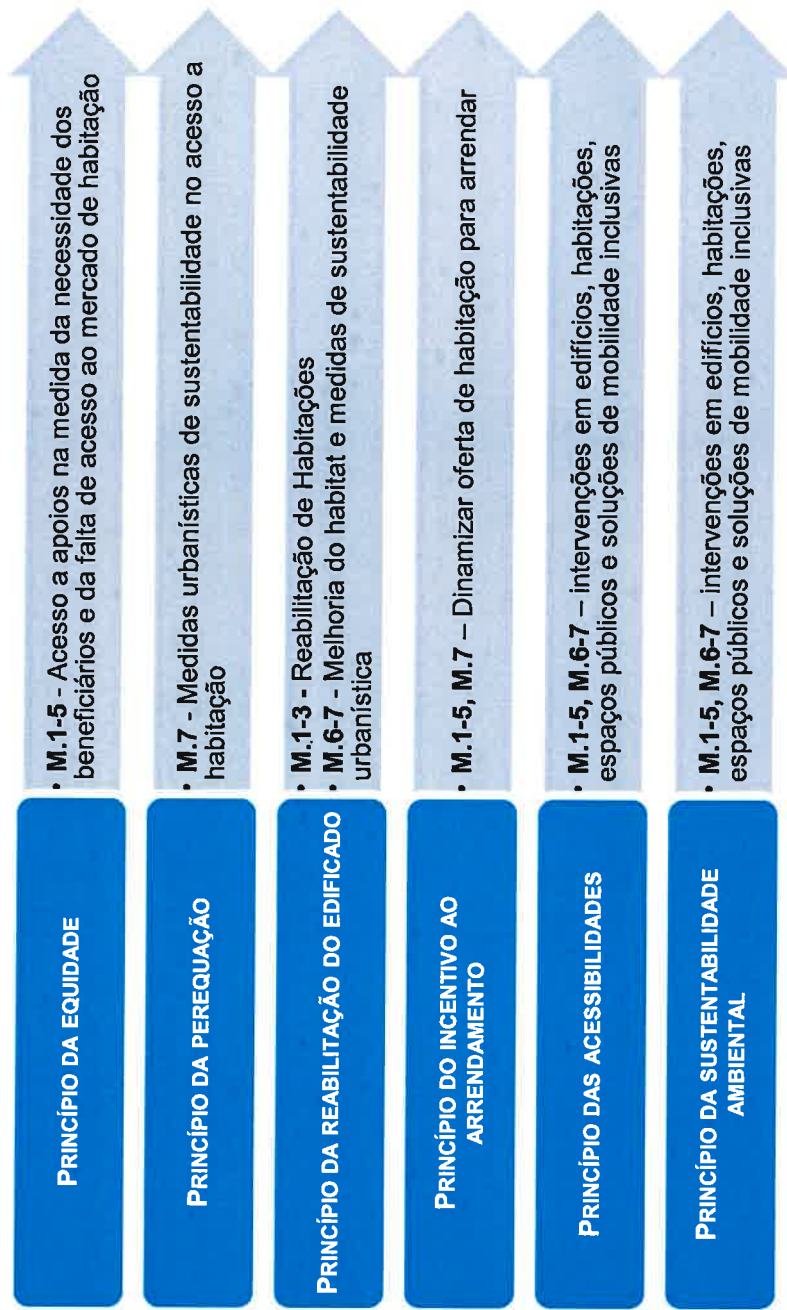 PRINCÍPIO DA EQUIDADE
• M.1-5 - Acesso a apoios na medida da necessidade dos
beneficiários e da falta de acesso ao mercado de habitação
PRINCÍPIO DA PEREQUAÇÃO
• M.7 - Medidas urbanísticas de sustentabilidade no acesso a
habitação
PRINCÍPIO DA REABILITAÇÃO DO EDIFICADO
• M.1-3 - Reabilitação de Habitações
• M.6-7 - Melhoria do habitat e medidas de sustentabilidade
urbanística
PRINCÍPIO DO INCENTIVO AO
ARRENDAMENTO
• M.1-5, M.7 – Dinamizar oferta de habitação para arrendar
PRINCÍPIO DAS ACESSIBILIDADES
• M.1-5, M.6-7 – intervenções em edifícios, habitações,
espaços públicos e soluções de mobilidade inclusivas
PRINCÍPIO DA SUSTENTABILIDADE
AMBIENTAL
• M.1-5, M.6-7 – intervenções em edifícios, habitações,
espaços públicos e soluções de mobilidade inclusivas